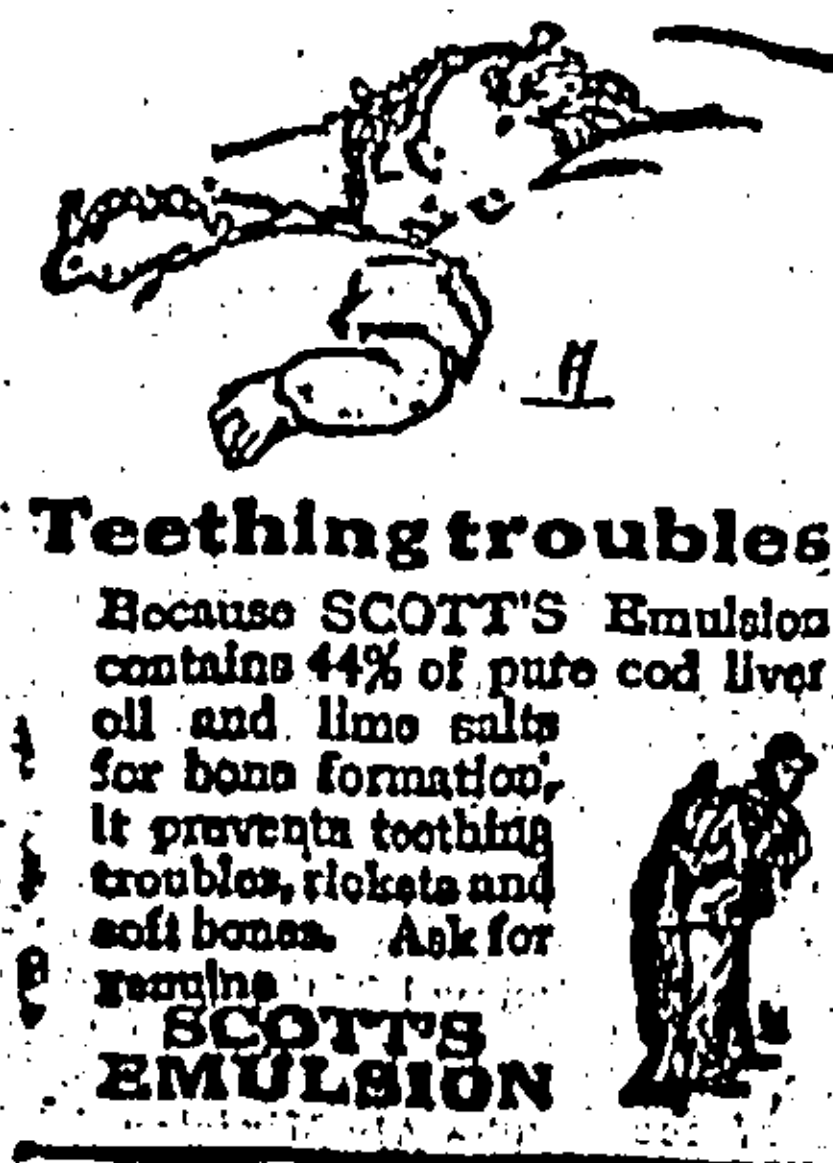 Teething troubles
Because SCOTT'S Emulsion
contains 44% of pure cod liver
oil and lime salts
for bone formation,
it prevents teething
troubles, rickets and
soft bones. Ask for
genuine
SCOTT'S
EMULSION